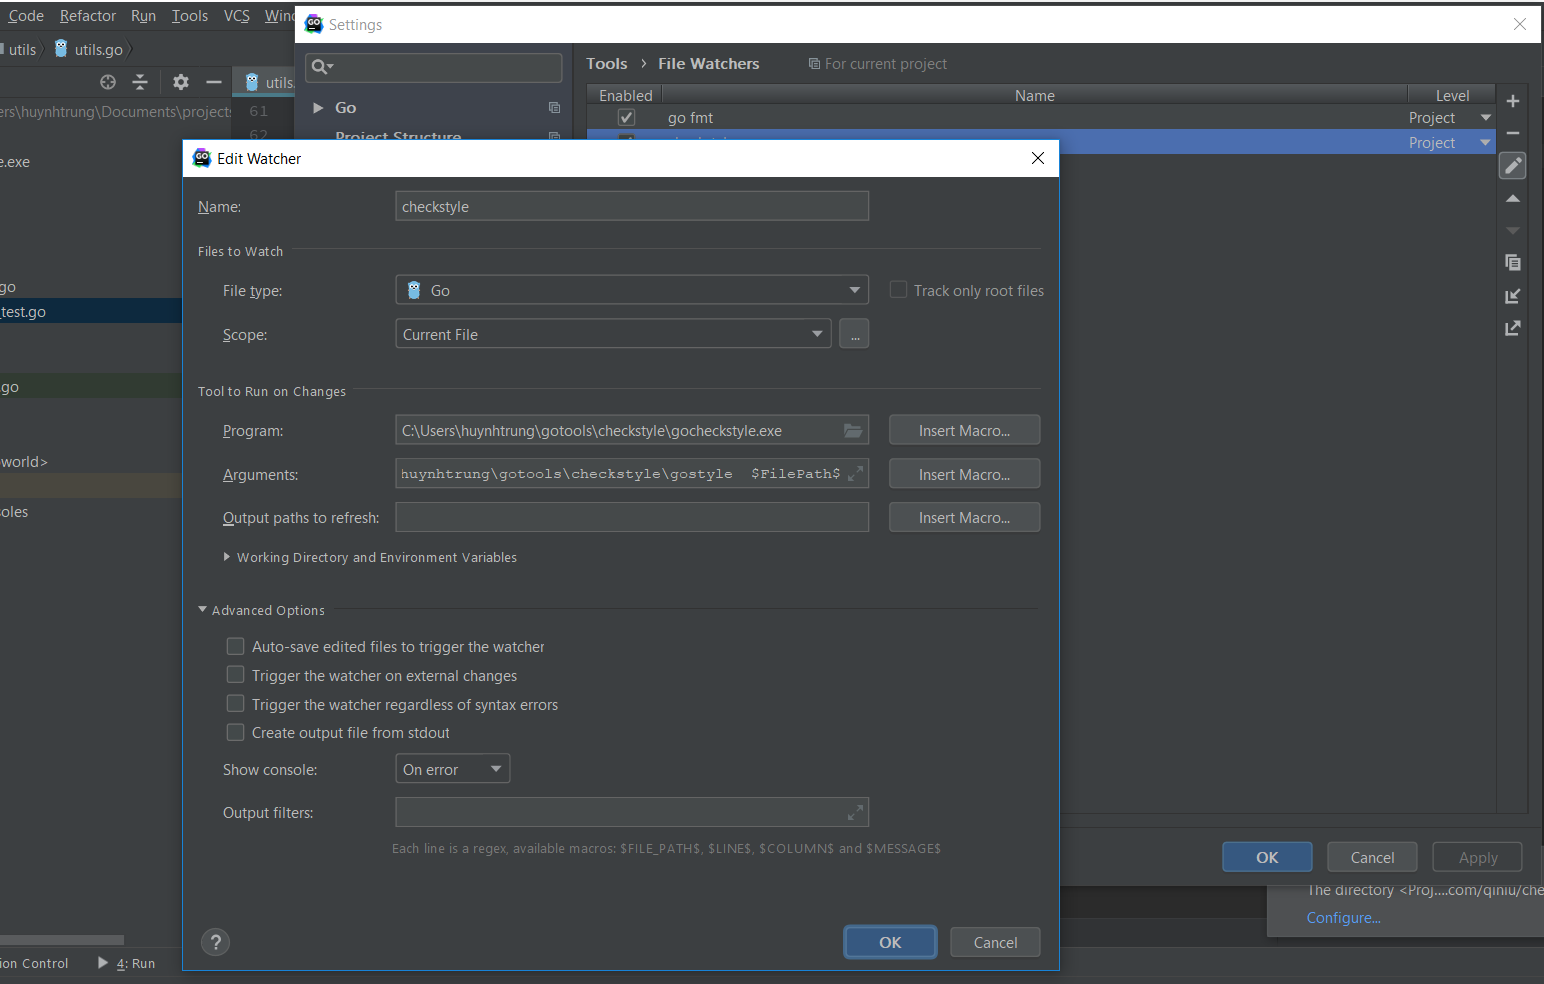 Code Refactor Run Tools VCS
Settings
utils utils.go
Tools › File Watchers For current project
utils.
Enabled Name Level
Go
ers\huynhtrung\Documents\projects 61
go fmt Project
62 Project Structure
Project
e.exe
Edit Watcher
Name: checkstyle
Files to Watch
go
File type: Go Track only root files
_test.go
Scope: Current File ...
go
Tool to Run on Changes
Program: C:\Users\huynhtrung\gotools\checkstyle\gocheckstyle.exe Insert Macro...
world>
Arguments: huynhtrung\gotools\checkstyle\gostyle $FilePath$ Insert Macro...
soles
Output paths to refresh: Insert Macro...
Working Directory and Environment Variables
Advanced Options
Auto-save edited files to trigger the watcher
Trigger the watcher on external changes
Trigger the watcher regardless of syntax errors
Create output file from stdout
Show console: On error
Output filters:
Each line is a regex, available macros: $FILE_PATH$, $LINE$, $COLUMN$ and $MESSAGE$
OK Cancel Apply
The directory <Proj....com/qiniu/che
Configure...
? OK Cancel
ion Control 4: Run